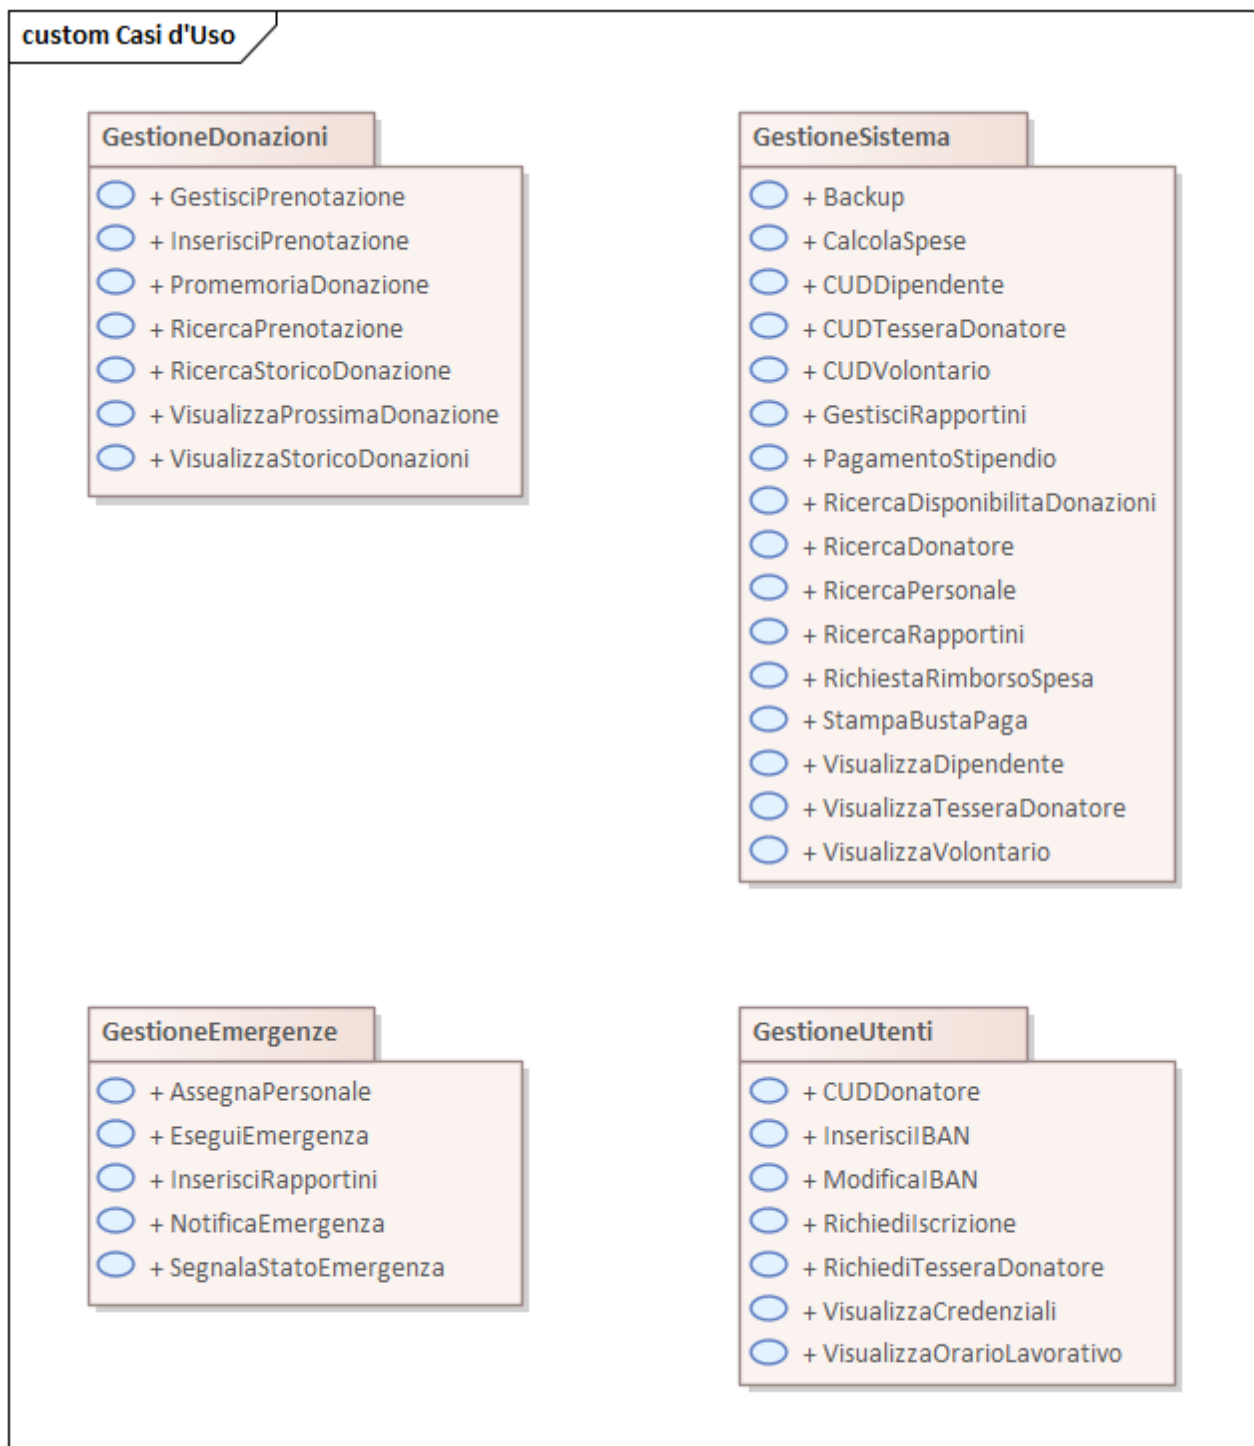 custom Casi d'Uso
GestioneDonazioni
+ GestisciPrenotazione
+ InserisciPrenotazione
+ PromemoriaDonazione
+ RicercaPrenotazione
+ RicercaStoricoDonazione
+ VisualizzaProssimaDonazione
+ VisualizzaStoricoDonazioni
GestioneSistema
+ Backup
+ CalcolaSpese
+ CUDDipendente
+ CUDTesseraDonatore
+ CUDVolontario
+ GestisciRapportini
+ PagamentoStipendio
+ RicercaDisponibilitaDonazioni
+ RicercaDonatore
+ RicercaPersonale
+ RicercaRapportini
+ RichiestaRimborsoSpesa
+ StampaBustaPaga
+ VisualizzaDipendente
+ VisualizzaTesseraDonatore
+ VisualizzaVolontario
GestioneEmergenze
+ AssegnaPersonale
+ EseguiEmergenza
+ InserisciRapportini
+ NotificaEmergenza
+ SegnalaStatoEmergenza
GestioneUtenti
+ CUDDonatore
+ InserisciIBAN
+ ModificaIBAN
+ RichiediIscrizione
+ RichiediTesseraDonatore
+ VisualizzaCredenziali
+ VisualizzaOrarioLavorativo